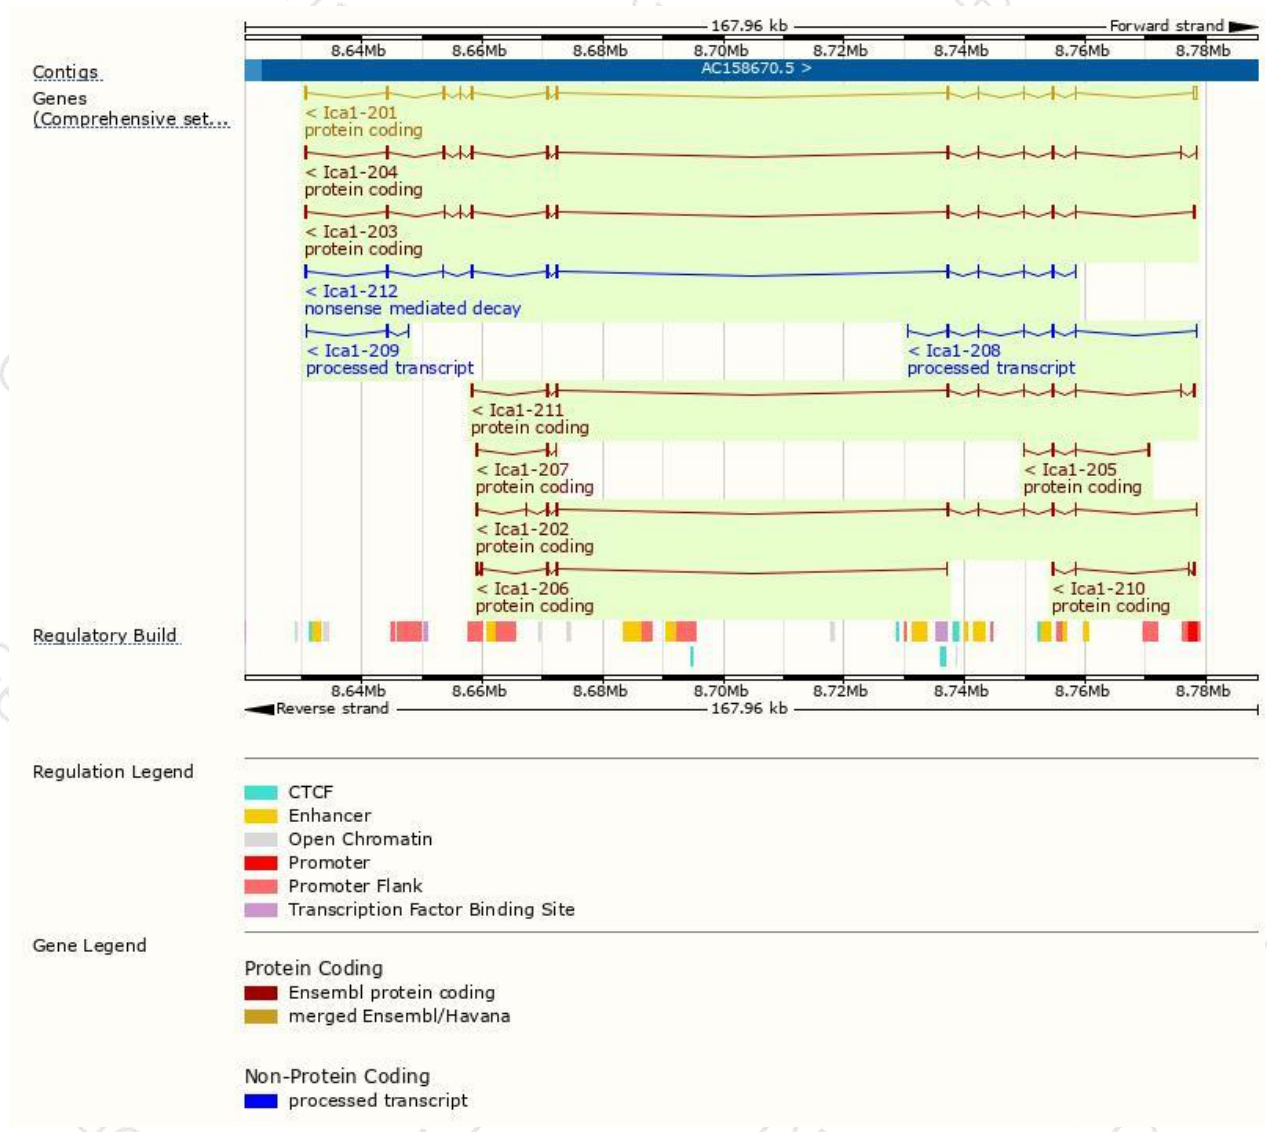 167.96 kb Forward strand
8.64Mb 8.66Mb 8.68Mb 8.70Mb 8.72Mb 8.74Mb 8.76Mb 8.78Mb
Contigs AC158670.5 >
Genes
(Comprehensive set...
< Ica1-201
protein coding
< Ica1-204
protein coding
< Ica1-203
protein coding
< Ica1-212
nonsense mediated decay
< Ica1-209 < Ica1-208
processed transcript processed transcript
< Ica1-211
protein coding
< Ica1-207 < Ica1-205
protein coding protein coding
< Ica1-202
protein coding
< Ica1-206 < Ica1-210
protein coding protein coding
Regulatory Build
8.64Mb 8.66Mb 8.68Mb 8.70Mb 8.72Mb 8.74Mb 8.76Mb 8.78Mb
Reverse strand 167.96 kb
Regulation Legend
CTCF
Enhancer
Open Chromatin
Promoter
Promoter Flank
Transcription Factor Binding Site
Gene Legend
Protein Coding
Ensembl protein coding
merged Ensembl/Havana
Non-Protein Coding
processed transcript